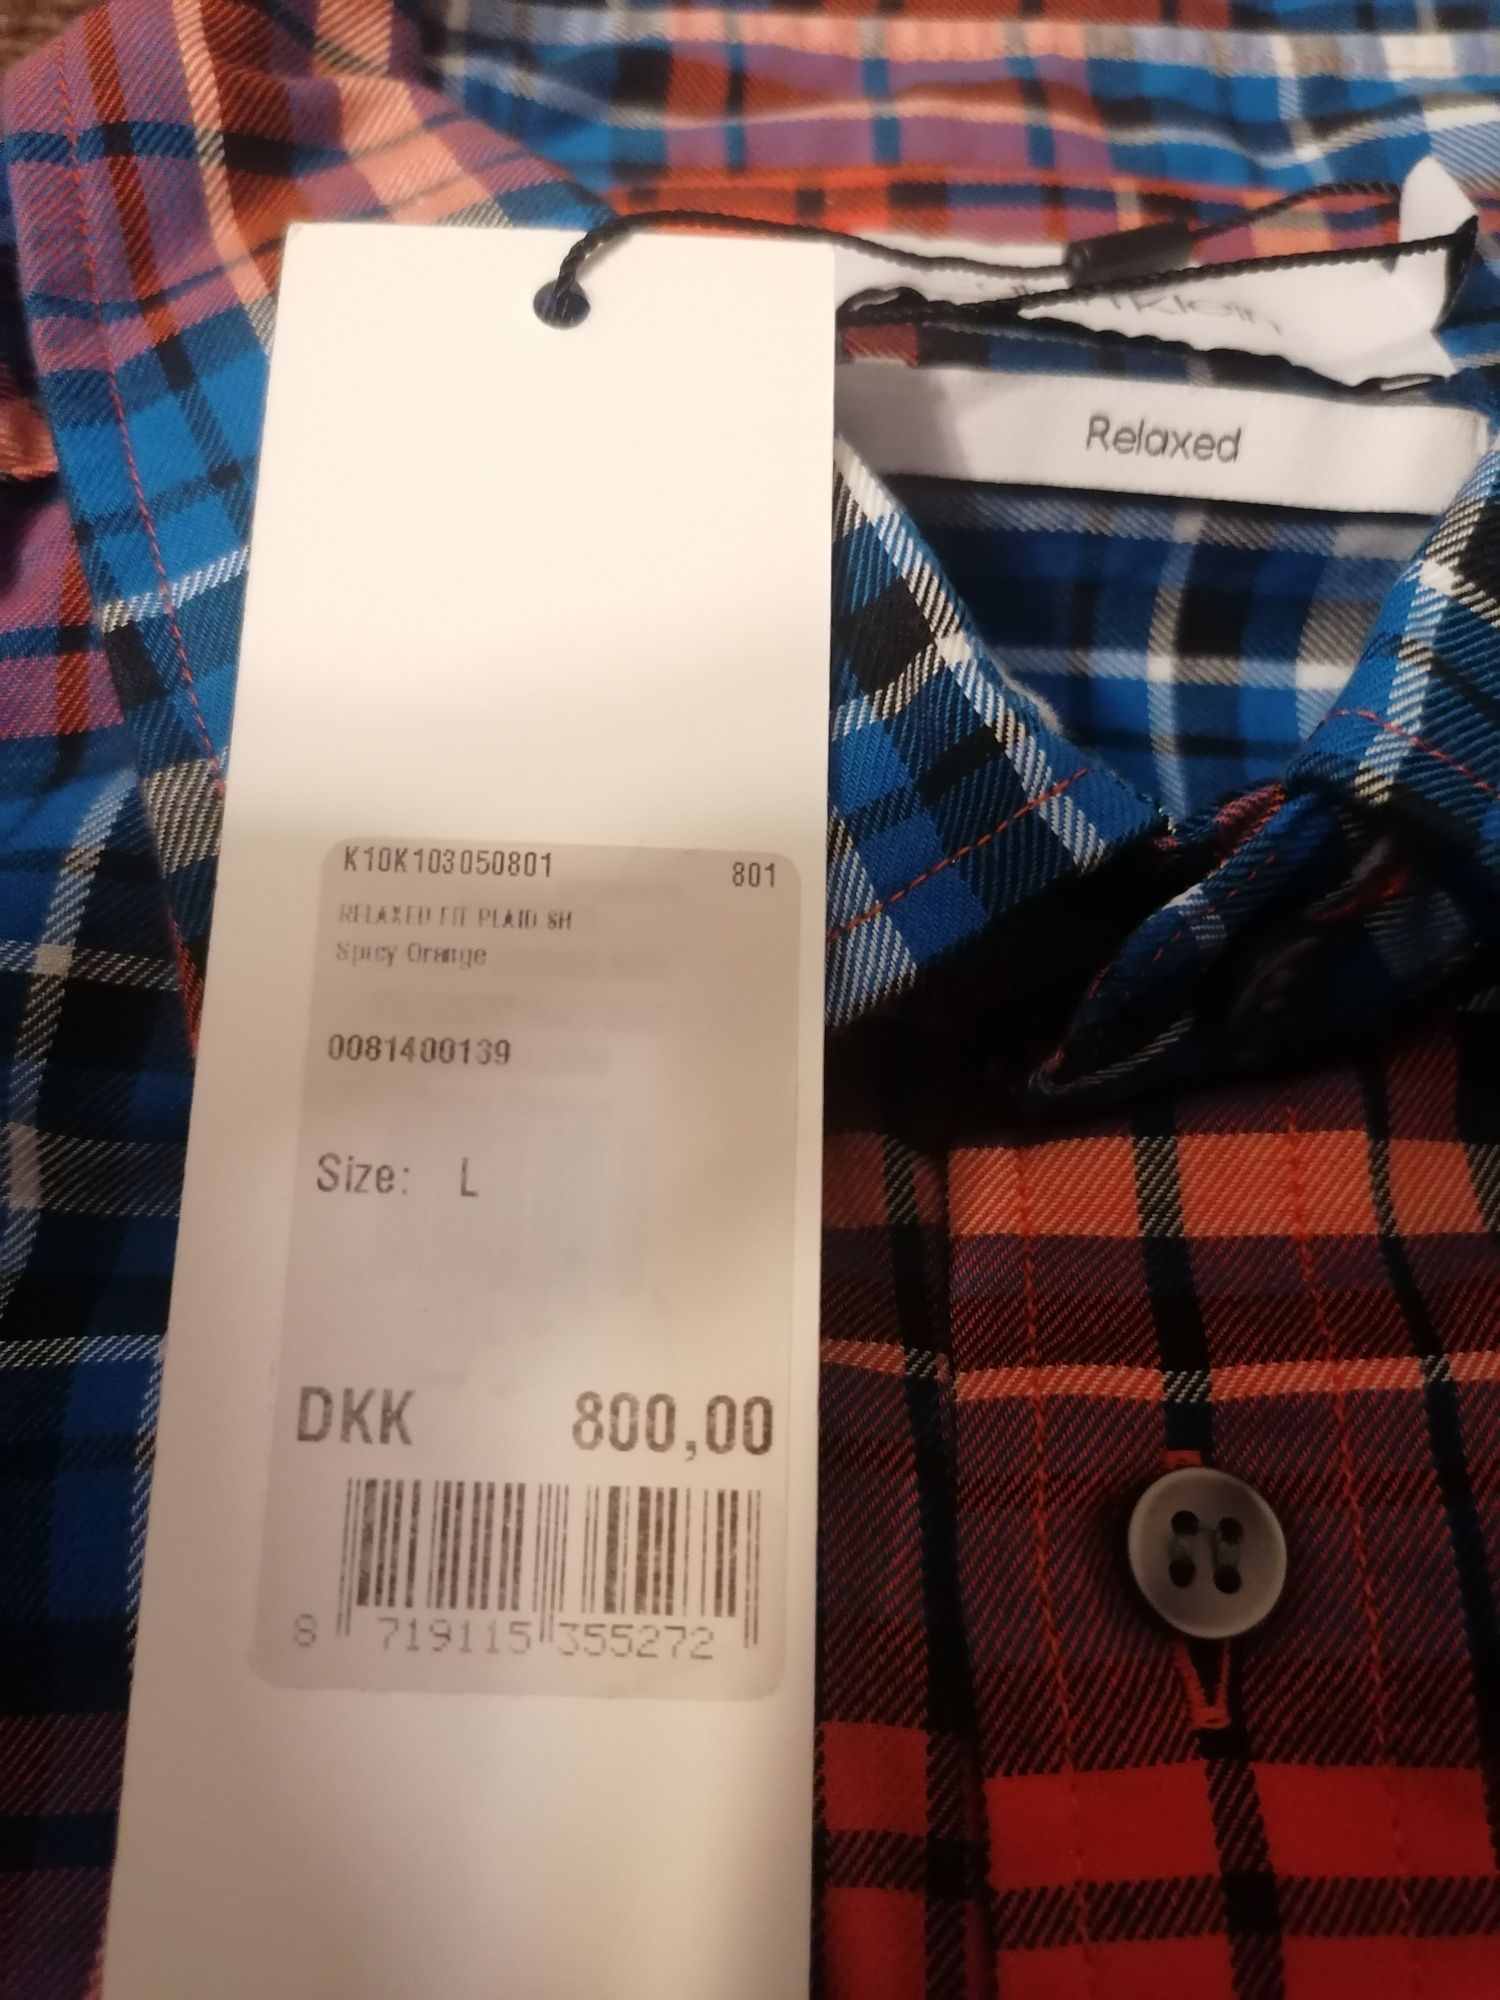 Relaxed
K10K103050801 801
RELAXED FIT PLAID SH
Spicy Orange
0081400139
Size: L
DKK 800,00
8 719115 355272